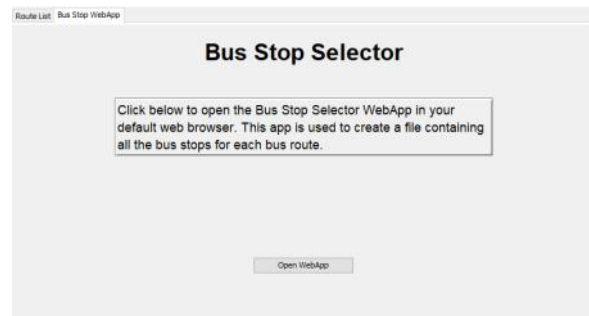 Route List Bus Stop WebApp
Bus Stop Selector
Click below to open the Bus Stop Selector WebApp in your
default web browser. This app is used to create a file containing
all the bus stops for each bus route.
Open WebApp